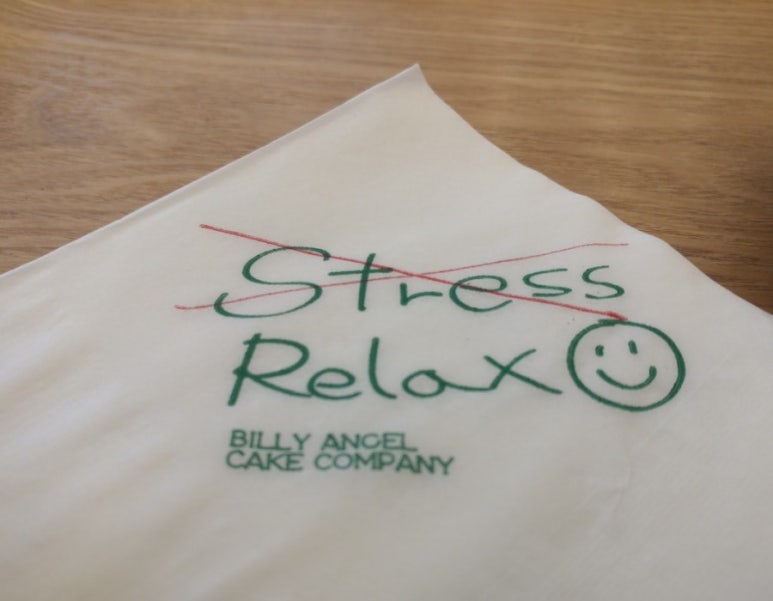 Stress
Relax
BILLY ANGEL
CAKE COMPANY